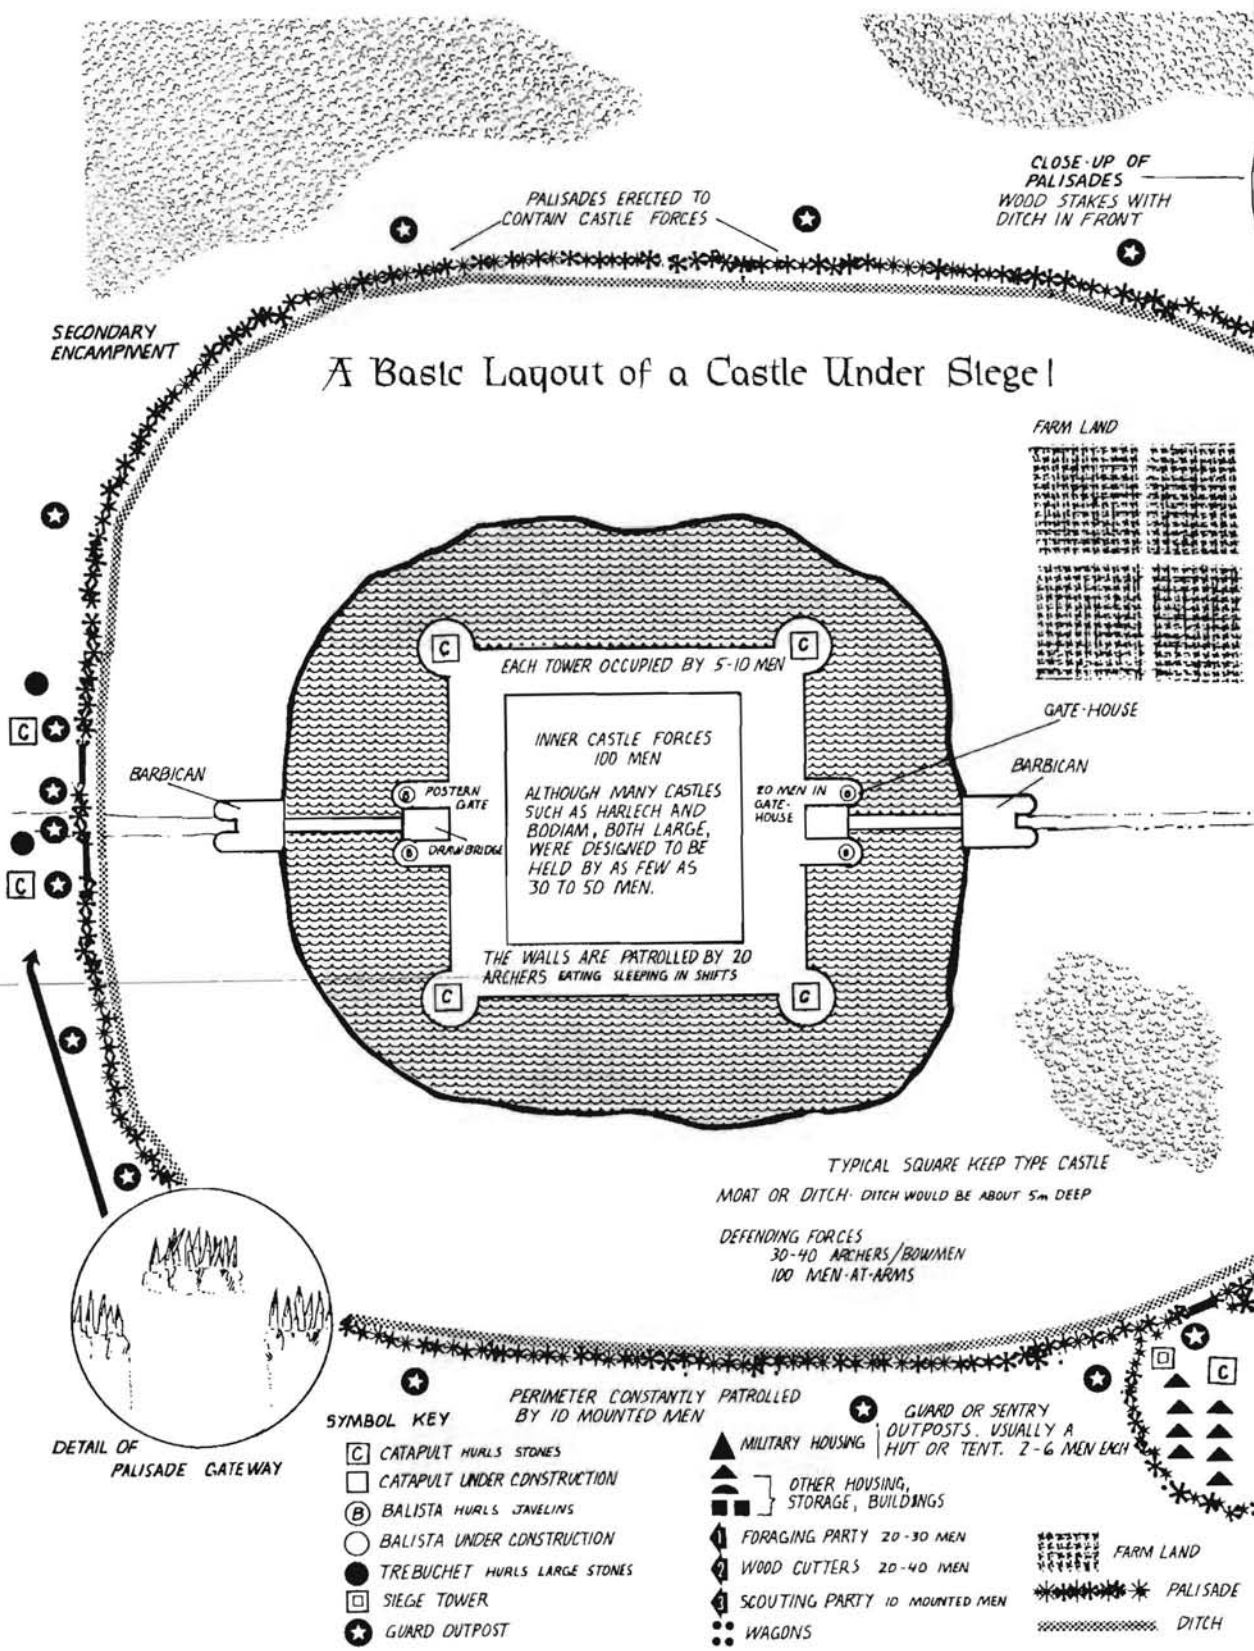 CLOSE-UP OF
PALISADES
WOOD STAKES WITH
DITCH IN FRONT
PALISADES ERECTED TO
CONTAIN CASTLE FORCES
SECONDARY
ENCAMPMENT
A Basic Layout of a Castle Under Siege!
FARM LAND
C
C
EACH TOWER OCCUPIED BY 5-10 MEN
GATE-HOUSE
INNER CASTLE FORCES
100 MEN
C
BARBICAN
BARBICAN
ALTHOUGH MANY CASTLES
SUCH AS HARLECH AND
BODIAM, BOTH LARGE,
WERE DESIGNED TO BE
HELD BY AS FEW AS
30 TO 50 MEN.
B
POSTERN
GATE
B
DRAWBRIDGE
20 MEN IN
GATE-
HOUSE
B
B
C
THE WALLS ARE PATROLLED BY 20
ARCHERS EATING SLEEPING IN SHIFTS
C
C
TYPICAL SQUARE KEEP TYPE CASTLE
MOAT OR DITCH- DITCH WOULD BE ABOUT 5m DEEP
DEFENDING FORCES
30-40 ARCHERS/BOWMEN
100 MEN-AT-ARMS
C
PERIMETER CONSTANTLY PATROLLED
BY 10 MOUNTED MEN
DETAIL OF
PALISADE GATEWAY
SYMBOL KEY
C CATAPULT HURLS STONES
CATAPULT UNDER CONSTRUCTION
B BALISTA HURLS JAVELINS
BALISTA UNDER CONSTRUCTION
TREBUCHET HURLS LARGE STONES
SIEGE TOWER
GUARD OUTPOST
MILITARY HOUSING
OTHER HOUSING,
STORAGE, BUILDINGS
1 FORAGING PARTY 20-30 MEN
2 WOOD CUTTERS 20-40 MEN
3 SCOUTING PARTY 10 MOUNTED MEN
WAGONS
GUARD OR SENTRY
OUTPOSTS. USUALLY A
HUT OR TENT. 2-6 MEN EACH
FARM LAND
PALISADE
DITCH